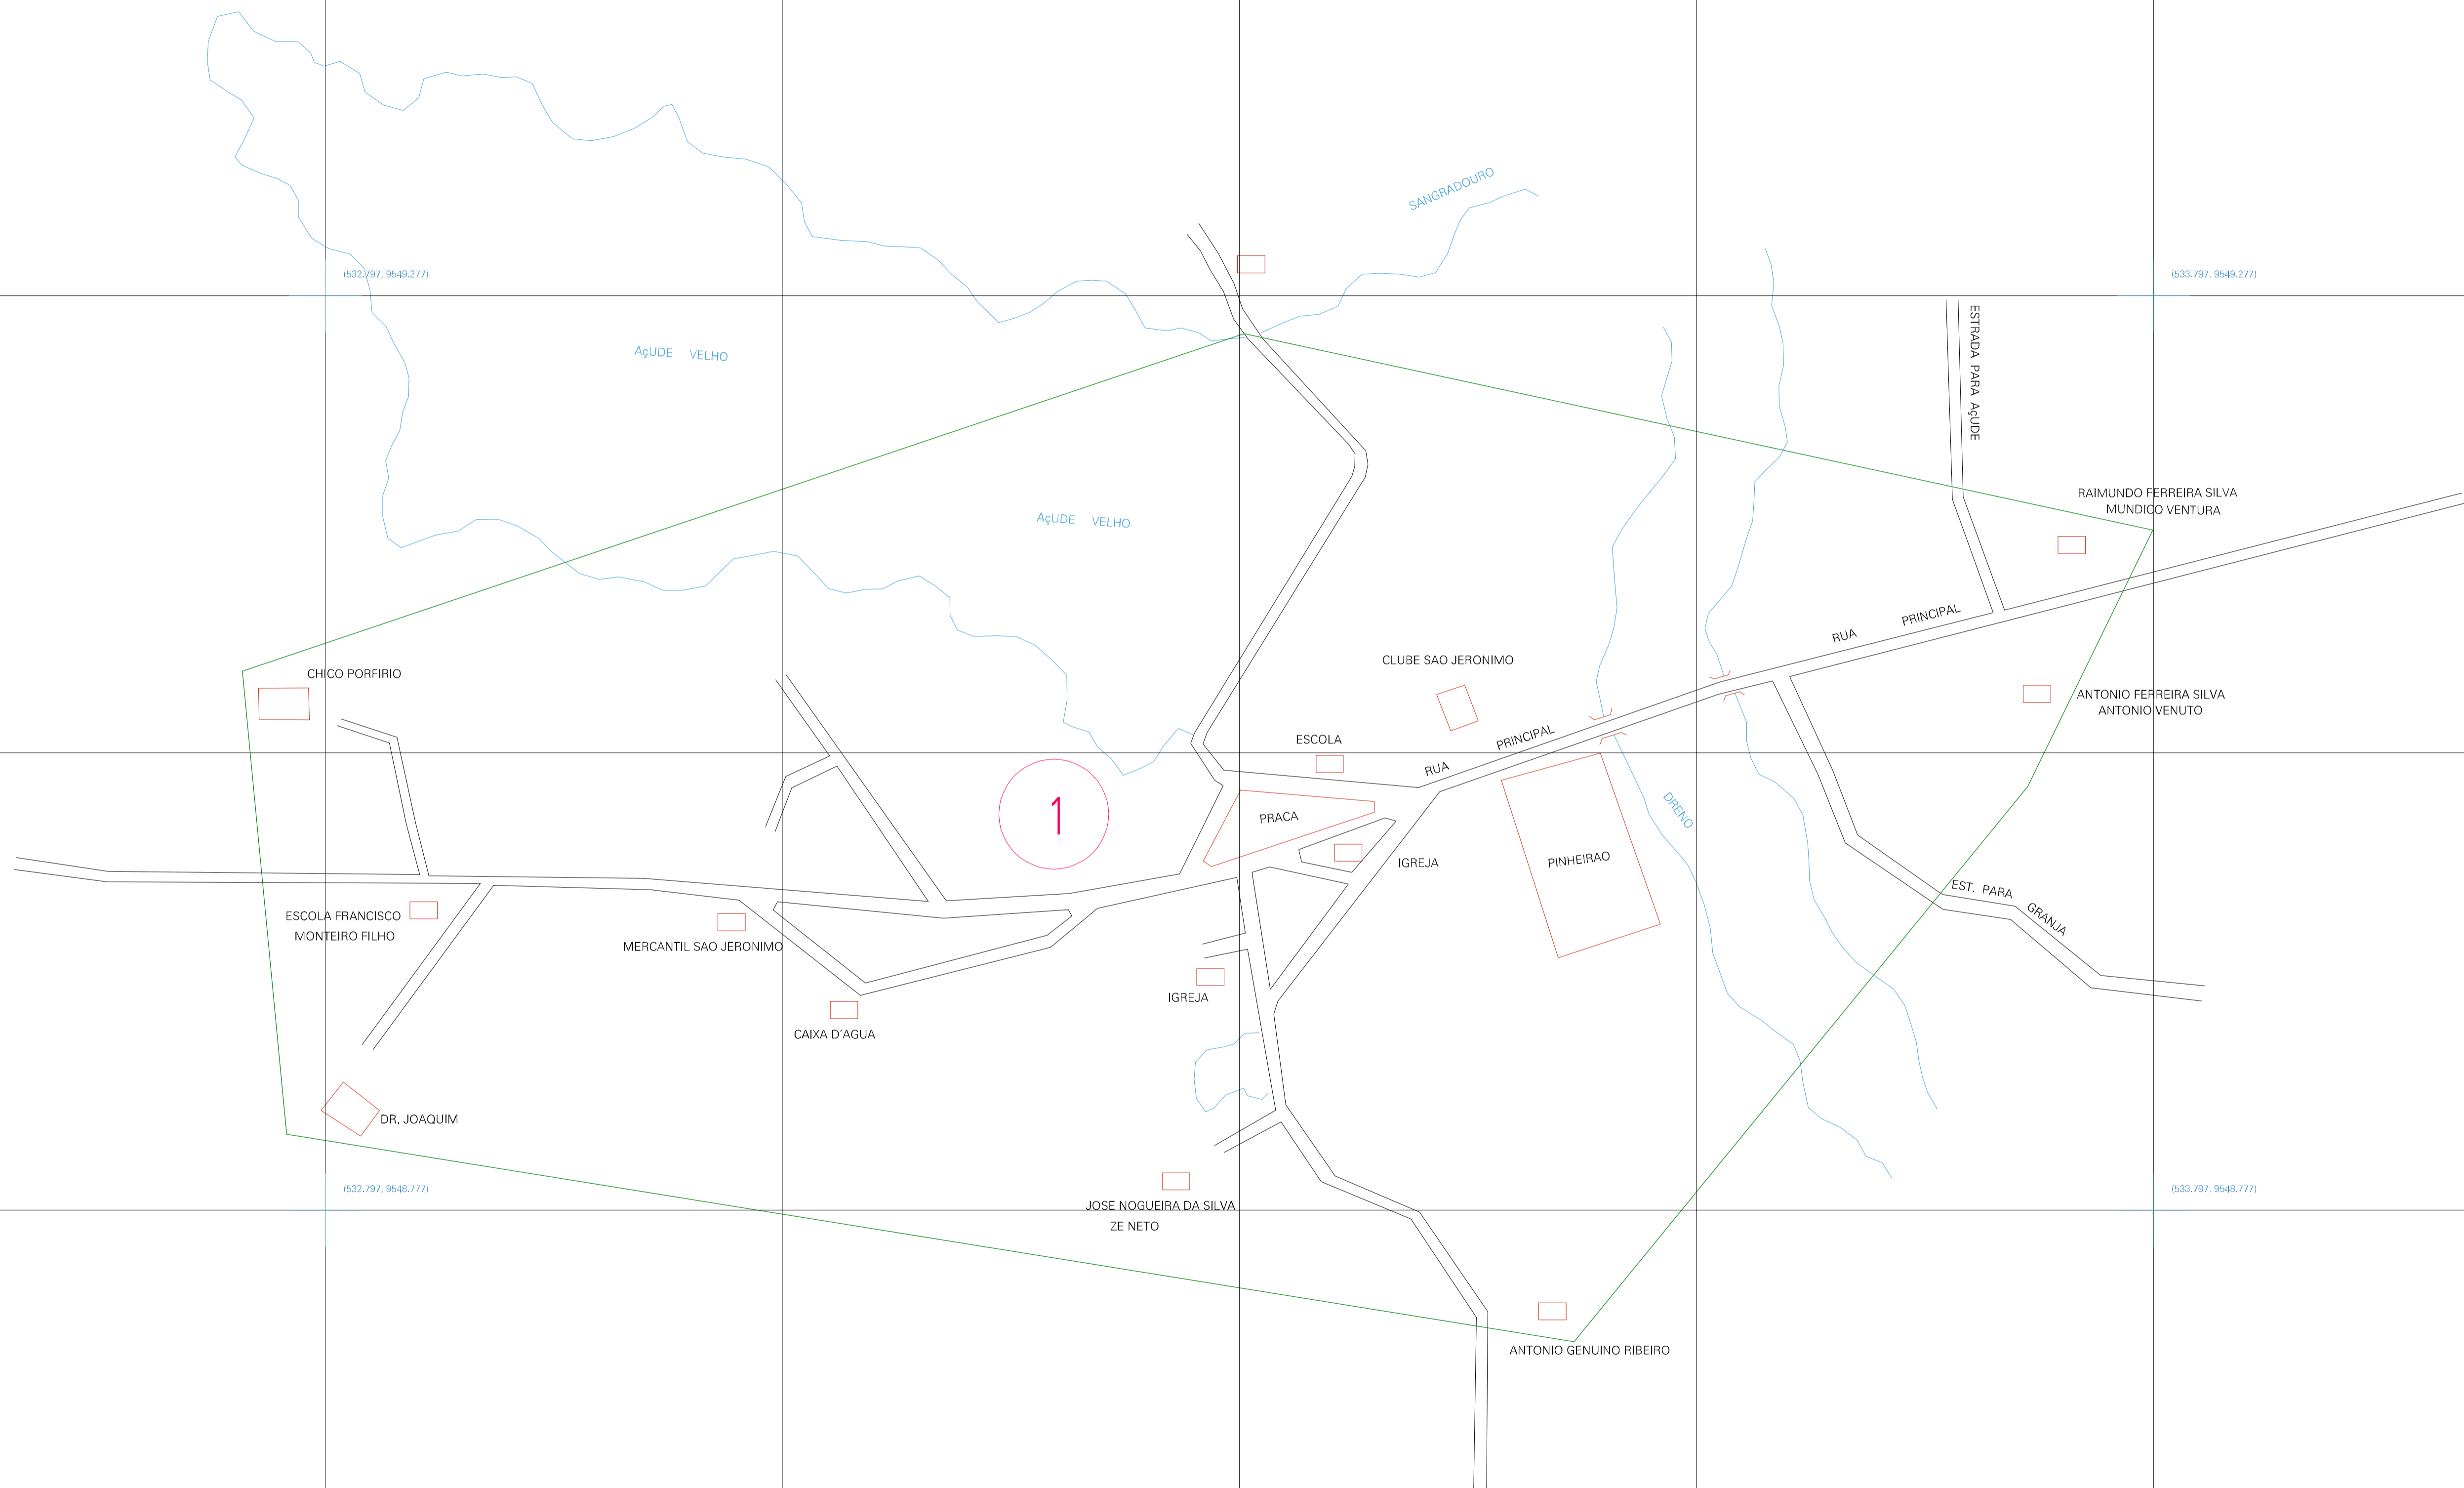 SANGRADOURO
(532.797, 9549.277)
(533.797, 9549.277)
AçUDE VELHO
ESTRADA PARA AçUDE
RAIMUNDO FERREIRA SILVA
MUNDICO VENTURA
AçUDE VELHO
RUA PRINCIPAL
CHICO PORFIRIO
CLUBE SAO JERONIMO
ANTONIO FERREIRA SILVA
ANTONIO VENUTO
ESCOLA
RUA PRINCIPAL
1
PRACA
DRENO
IGREJA
PINHEIRAO
EST. PARA GRANJA
ESCOLA FRANCISCO
MONTEIRO FILHO
MERCANTIL SAO JERONIMO
IGREJA
CAIXA D'AGUA
DR. JOAQUIM
(532.797, 9548.777)
(533.797, 9548.777)
JOSE NOGUEIRA DA SILVA
ZE NETO
ANTONIO GENUINO RIBEIRO